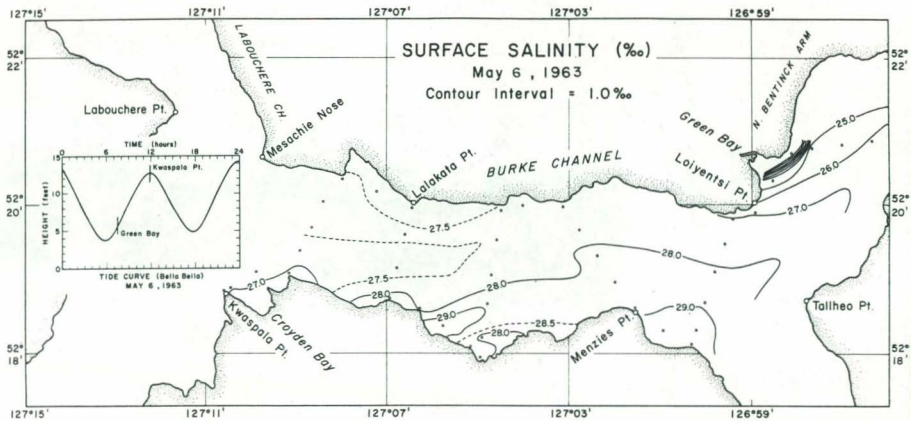 127°15'
127°11'
127°07'
127°03'
126°59'
52°
22'
52°
22'
SURFACE SALINITY (‰)
May 6, 1963
Contour Interval = 1.0‰
LABOUCHERE CH.
N. BENTINCK ARM
Labouchere Pt.
Mesachie Nose
Green Bay
Lalakata Pt.
BURKE CHANNEL
Loiyentsi Pt.
25.0
26.0
27.0
TIME (hours)
0 6 12 18 24
15
10
5
0
HEIGHT (feet)
Kwaspala Pt.
Green Bay
TIDE CURVE (Bella Bella)
MAY 6, 1963
52°
20'
52°
20'
27.5
27.5
28.0
28.0
27.0
28.0
29.0
28.5
28.0
29.0
Kwaspala Pt.
Croyden Bay
Menzies Pt.
Tallheo Pt.
52°
18'
52°
18'
127°15'
127°11'
127°07'
127°03'
126°59'